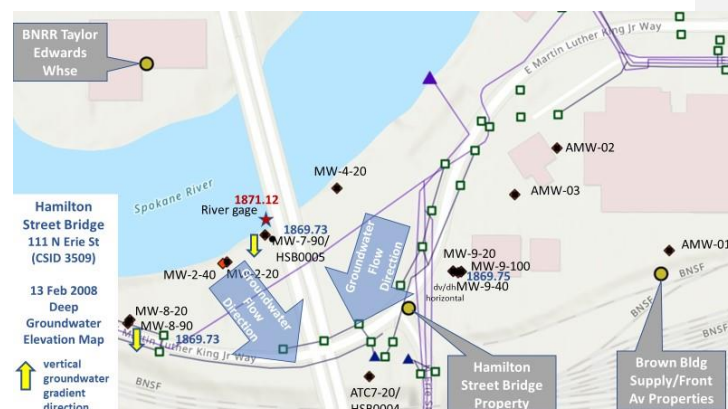 BNRR Taylor
Edwards
Whse
E Martin Luther King Jr Way
AMW-02
MW-4-20
AMW-03
Spokane River
1871.12
River gage
1869.73
MW-7-90/
HSB0005
Hamilton
Street Bridge
111 N Erie St
(CSID 3509)
13 Feb 2008
Deep
Groundwater
Elevation Map
vertical
groundwater
gradient
direction
MW-2-40
MW-2-20
Groundwater
Flow
Direction
Groundwater
Flow
Direction
MW-9-20
MW-9-100
1869.75
MW-9-40
dv/dh
horizontal
AMW-01
BNSF
BNSF
BNSF
MW-8-20
MW-8-90
1869.73
Martin Luther King Jr Way
BNSF
ATC7-20/
HSB0004
Hamilton
Street Bridge
Property
Brown Bldg
Supply/Front
Av Properties